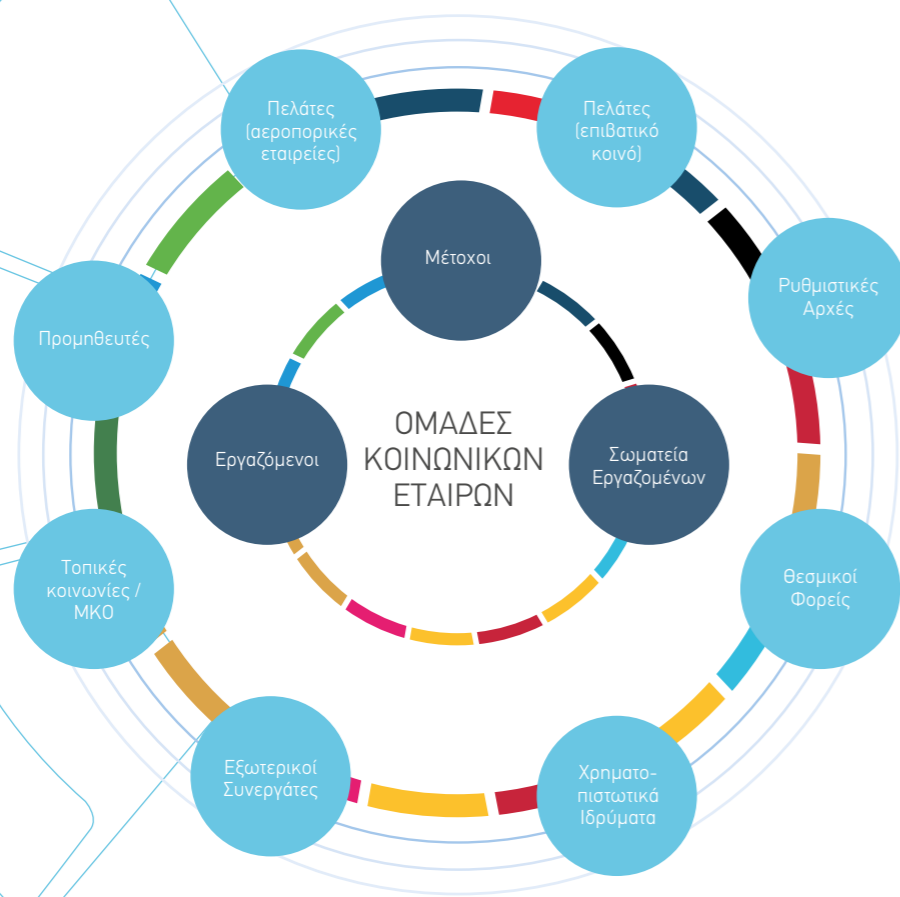 Πελάτες
(αεροπορικές
εταιρείες)
Πελάτες
(επιβατικό
κοινό)
Μέτοχοι
Ρυθμιστικές
Αρχές
Προμηθευτές
ΟΜΑΔΕΣ
ΚΟΙΝΩΝΙΚΩΝ
ΕΤΑΙΡΩΝ
Εργαζόμενοι
Σωματεία
Εργαζομένων
Τοπικές
κοινωνίες /
ΜΚΟ
Θεσμικοί
Φορείς
Εξωτερικοί
Συνεργάτες
Χρηματο-
πιστωτικά
Ιδρύματα